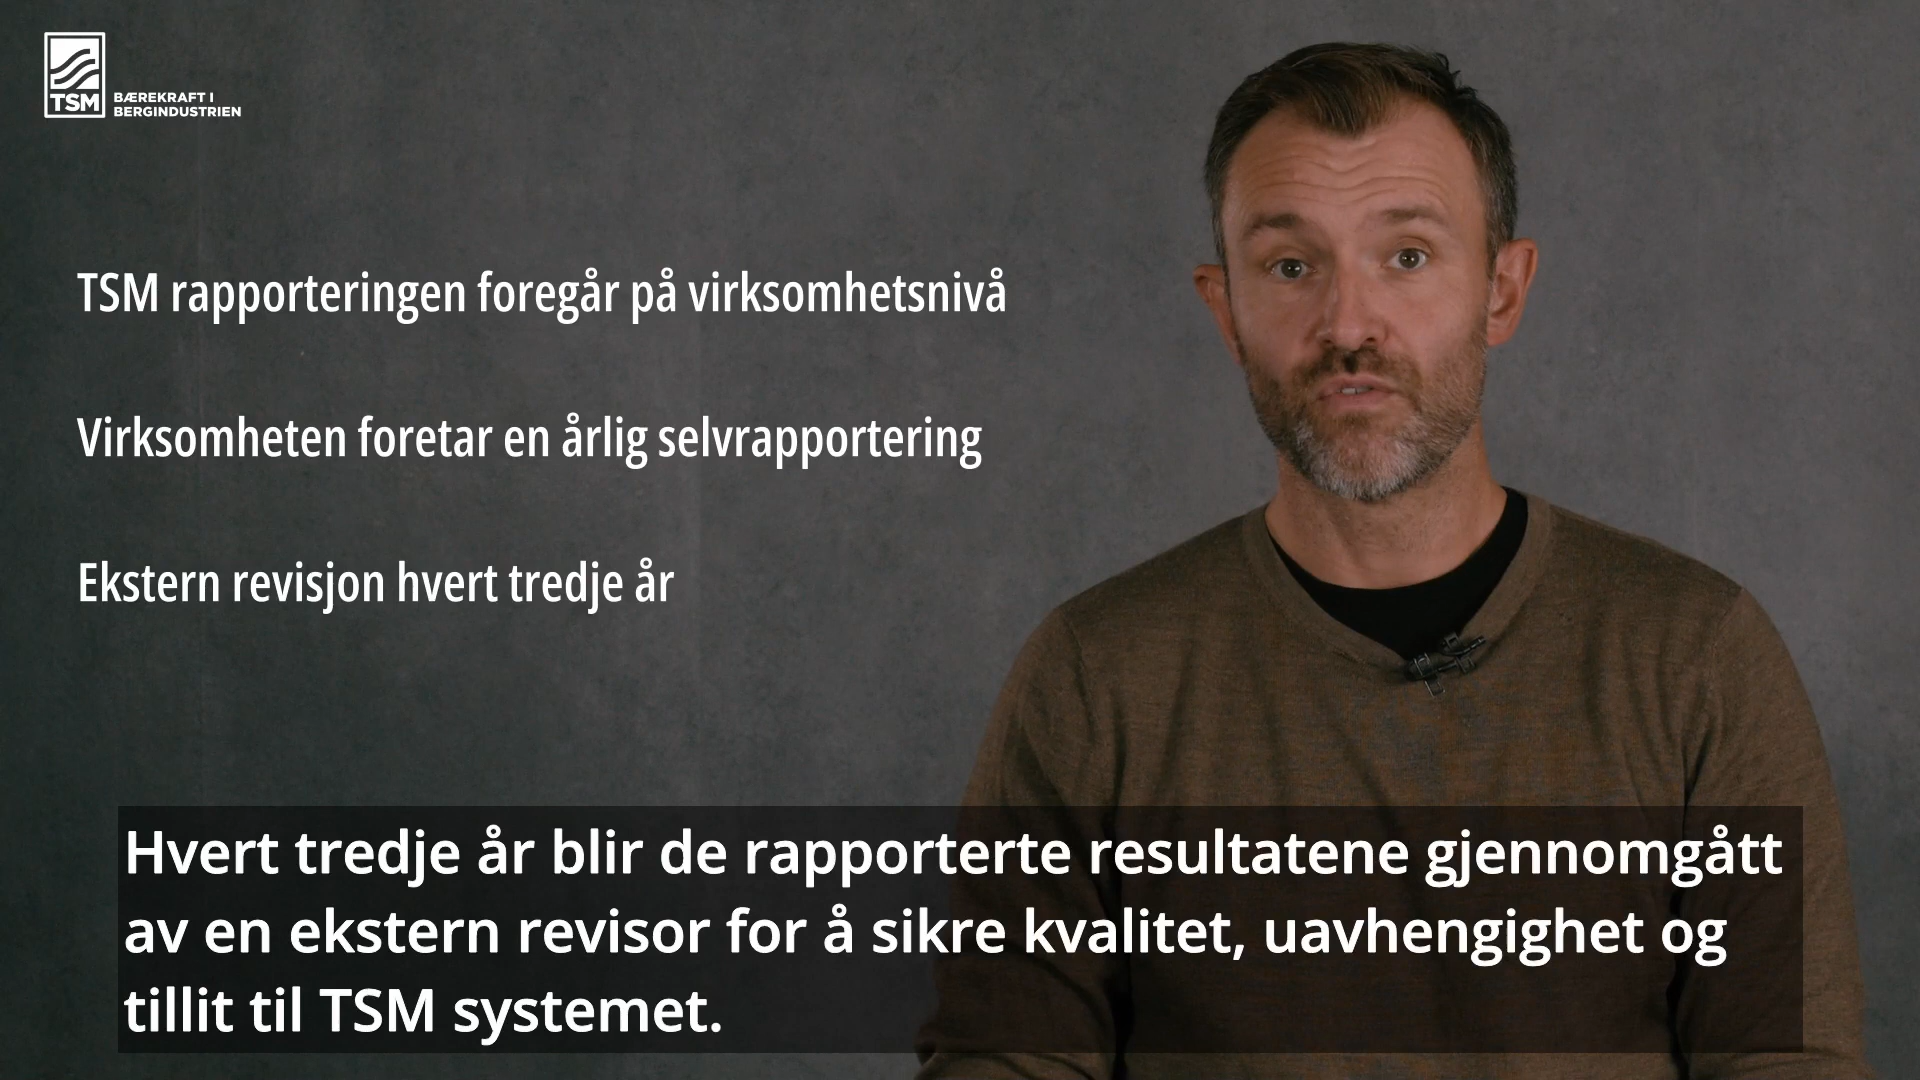 TSM
BÆREKRAFT I
BERGINDUSTRIEN
TSM rapporteringen foregår på virksomhetsnivå
Virksomheten foretar en årlig selvrapportering
Ekstern revisjon hvert tredje år
Hvert tredje år blir de rapporterte resultatene gjennomgått
av en ekstern revisor for å sikre kvalitet, uavhengighet og
tillit til TSM systemet.